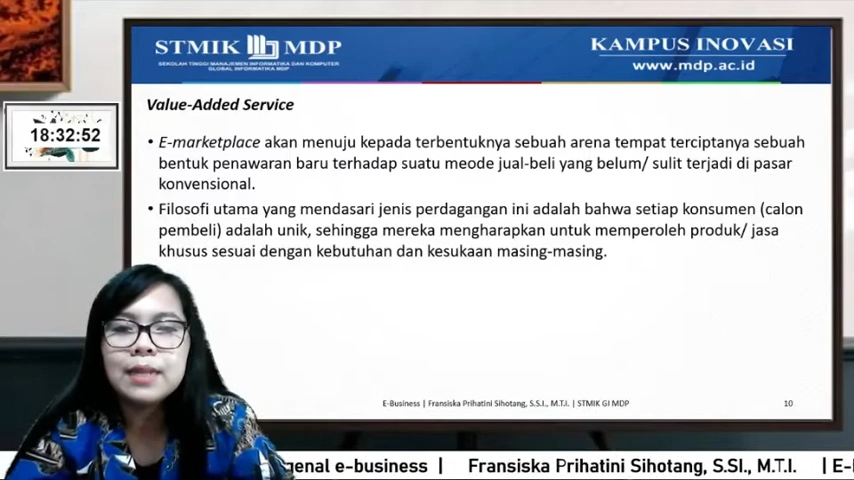 STMIK MDP
SEKOLAH TINGGI MANAJEMEN INFORMATIKA DAN KOMPUTER
GLOBAL INFORMATIKA MDP
KAMPUS INOVASI
www.mdp.ac.id
18:32:52
Value-Added Service
• E-marketplace akan menuju kepada terbentuknya sebuah arena tempat terciptanya sebuah
bentuk penawaran baru terhadap suatu meode jual-beli yang belum/ sulit terjadi di pasar
konvensional.
• Filosofi utama yang mendasari jenis perdagangan ini adalah bahwa setiap konsumen (calon
pembeli) adalah unik, sehingga mereka mengharapkan untuk memperoleh produk/ jasa
khusus sesuai dengan kebutuhan dan kesukaan masing-masing.
E-Business | Fransiska Prihatini Sihotang, S.S.I., M.T.I. | STMIK GI MDP
10
genal e-business | Fransiska Prihatini Sihotang, S.SI., M.T.I. | E-